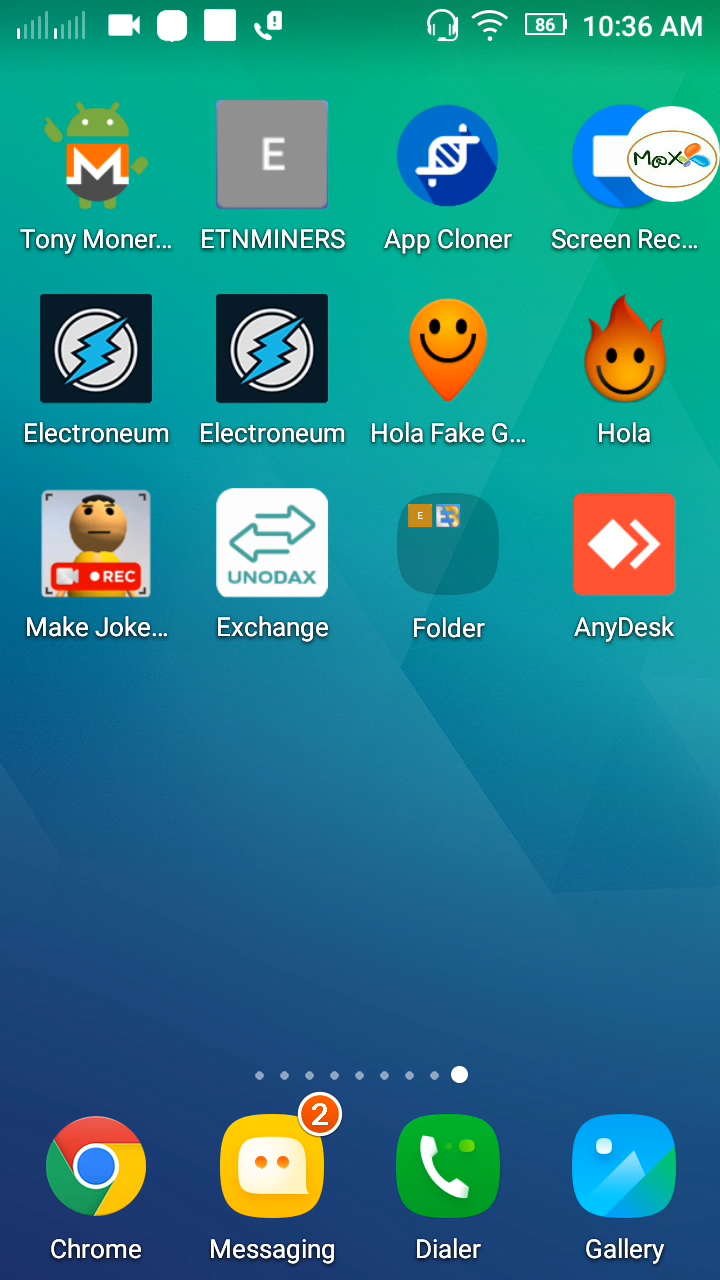 86 10:36 AM
E
M@X
Tony Moner... ETNMINERS App Cloner Screen Rec...
Electroneum Electroneum Hola Fake G... Hola
REC
UNODAX
E
Make Joke... Exchange Folder AnyDesk
2
Chrome Messaging Dialer Gallery